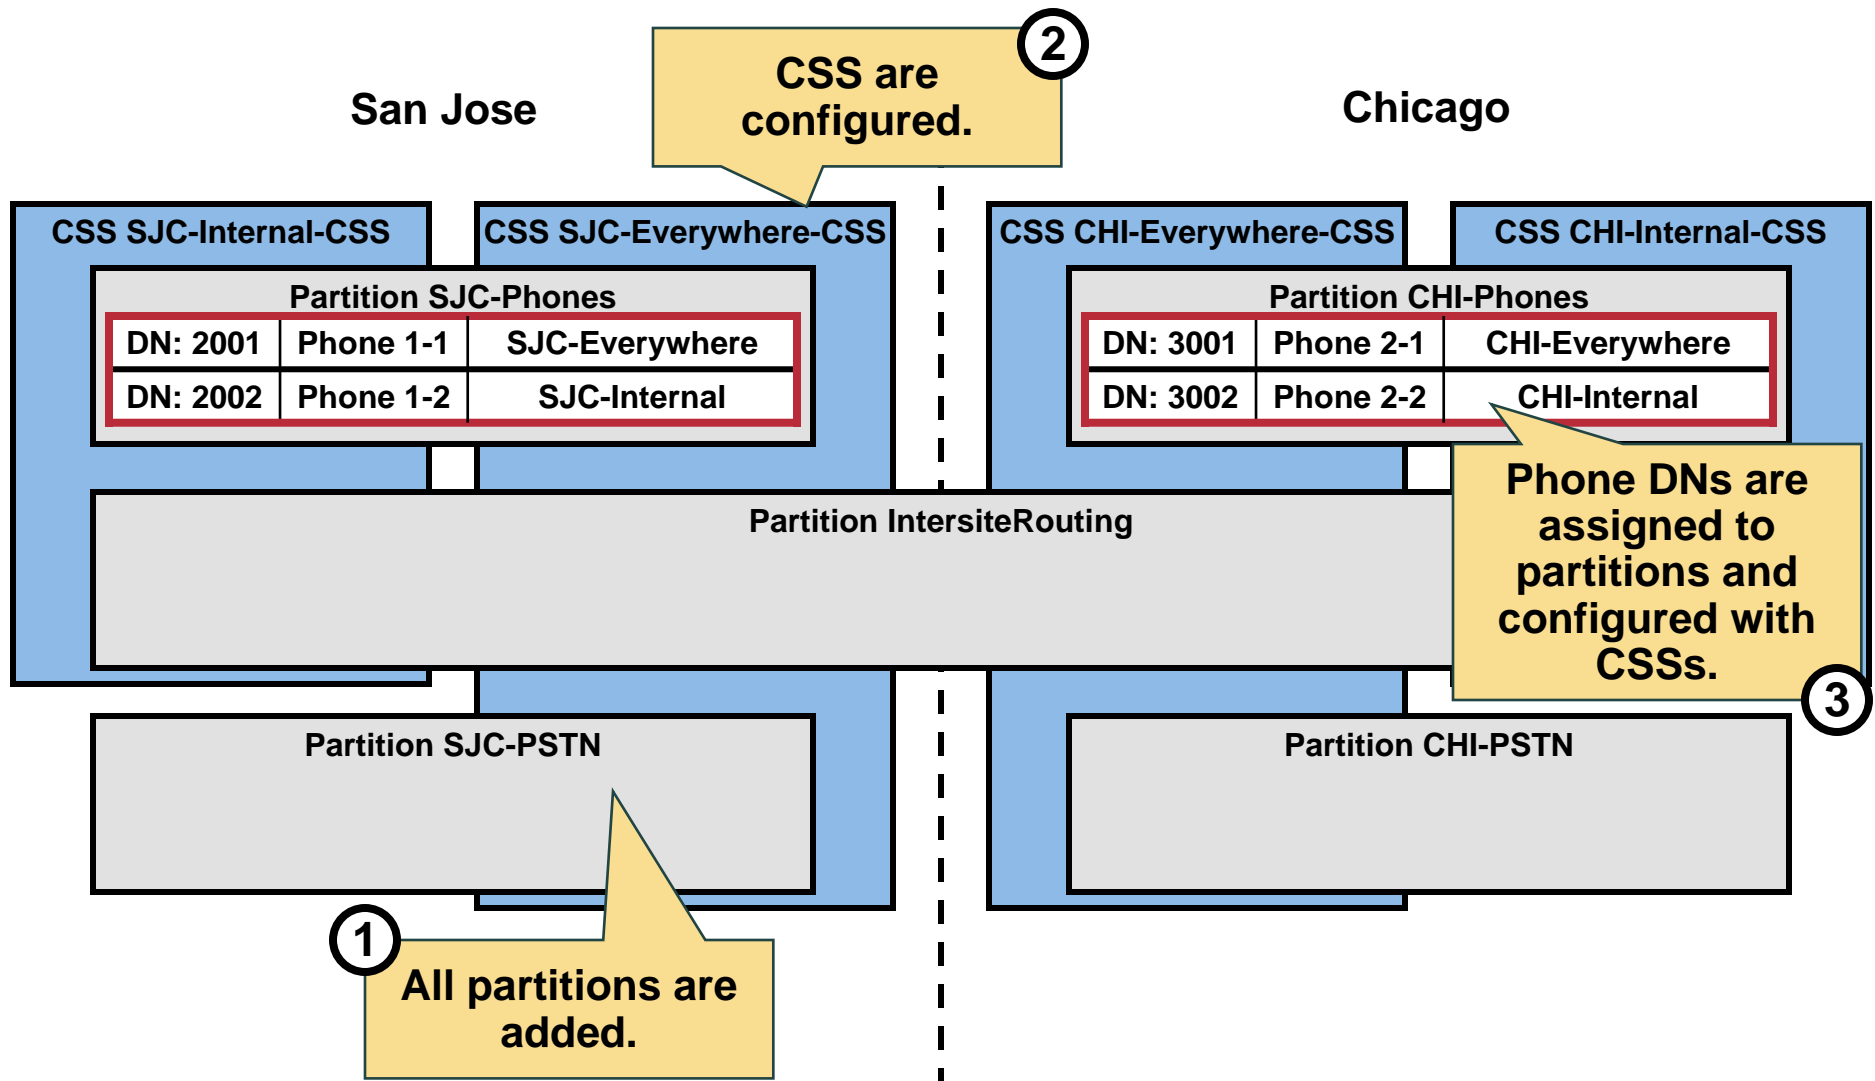 2
CSS are
configured.
San Jose
Chicago
CSS SJC-Internal-CSS
CSS SJC-Everywhere-CSS
CSS CHI-Everywhere-CSS
CSS CHI-Internal-CSS
Partition SJC-Phones
DN: 2001 Phone 1-1 SJC-Everywhere
DN: 2002 Phone 1-2 SJC-Internal
Partition CHI-Phones
DN: 3001 Phone 2-1 CHI-Everywhere
DN: 3002 Phone 2-2 CHI-Internal
Phone DNs are
assigned to
partitions and
configured with
CSSs.
3
Partition IntersiteRouting
Partition SJC-PSTN
Partition CHI-PSTN
1
All partitions are
added.